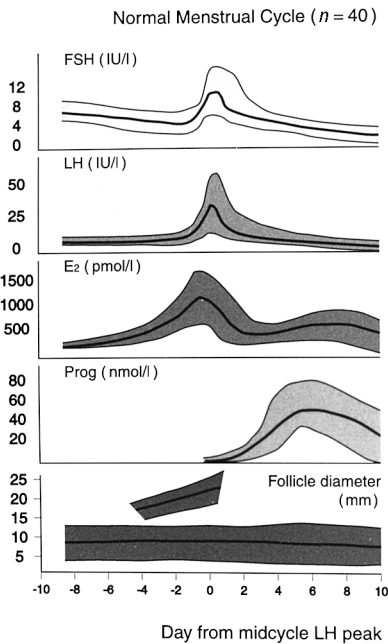 Normal Menstrual Cycle (n = 40)
FSH (IU/l)
12
8
4
0
LH (IU/l)
50
25
0
E2 (pmol/l)
1500
1000
500
Prog (nmol/l)
80
60
40
20
Follicle diameter
(mm)
25
20
15
10
5
-10 -8 -6 -4 -2 0 2 4 6 8 10
Day from midcycle LH peak